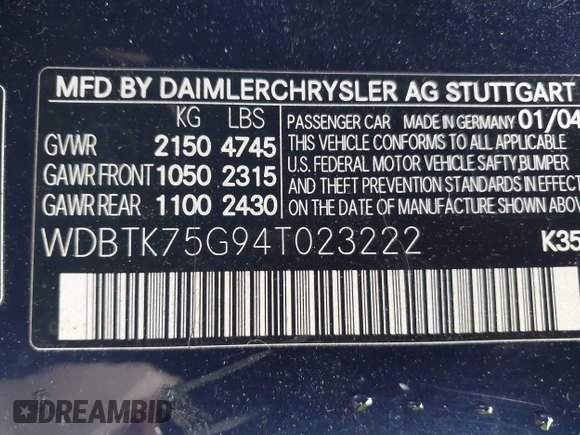 MFD BY DAIMLERCHRYSLER AG STUTTGART
KG LBS
GVWR 2150 4745
GAWR FRONT 1050 2315
GAWR REAR 1100 2430
PASSENGER CAR MADE IN GERMANY 01/04
THIS VEHICLE CONFORMS TO ALL APPLICABLE
U.S. FEDERAL MOTOR VEHICLE SAFTY, BUMPER
AND THEFT PREVENTION STANDARDS IN EFFECT
ON THE DATE OF MANUFACTURE SHOWN ABOVE
WDBTK75G94T023222 K35
DREAMBID